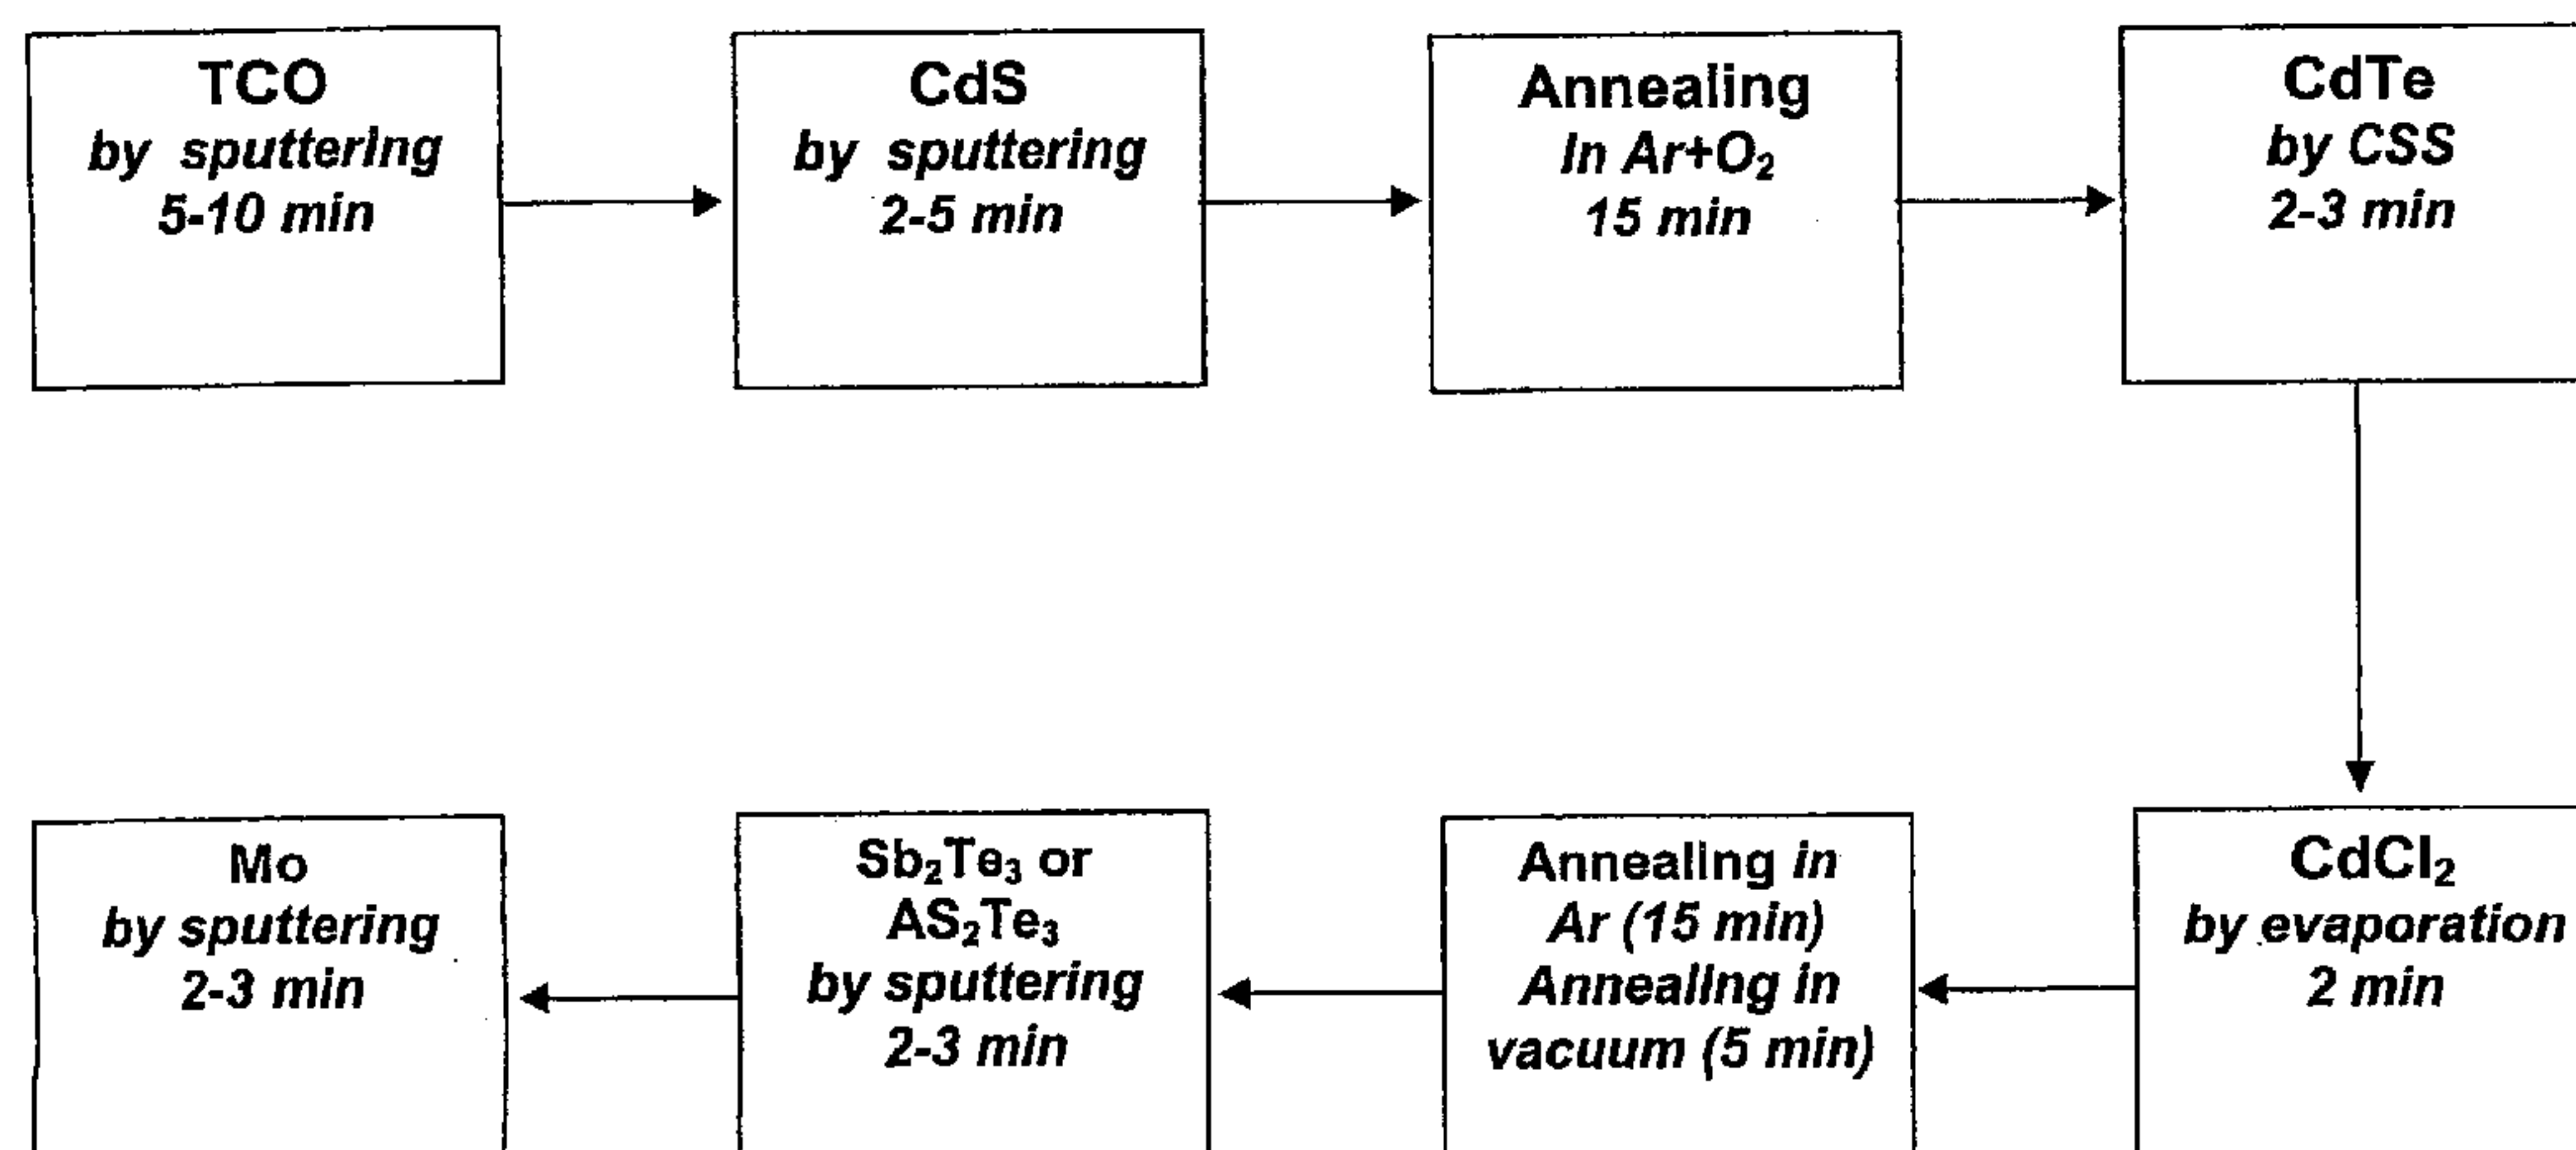 TCO
by sputtering
5-10 min
CdS
by sputtering
2-5 min
Annealing
In Ar+O₂
15 min
CdTe
by CSS
2-3 min
CdCl₂
by evaporation
2 min
Annealing in
Ar (15 min)
Annealing in
vacuum (5 min)
Sb₂Te₃ or
AS₂Te₃
by sputtering
2-3 min
Mo
by sputtering
2-3 min